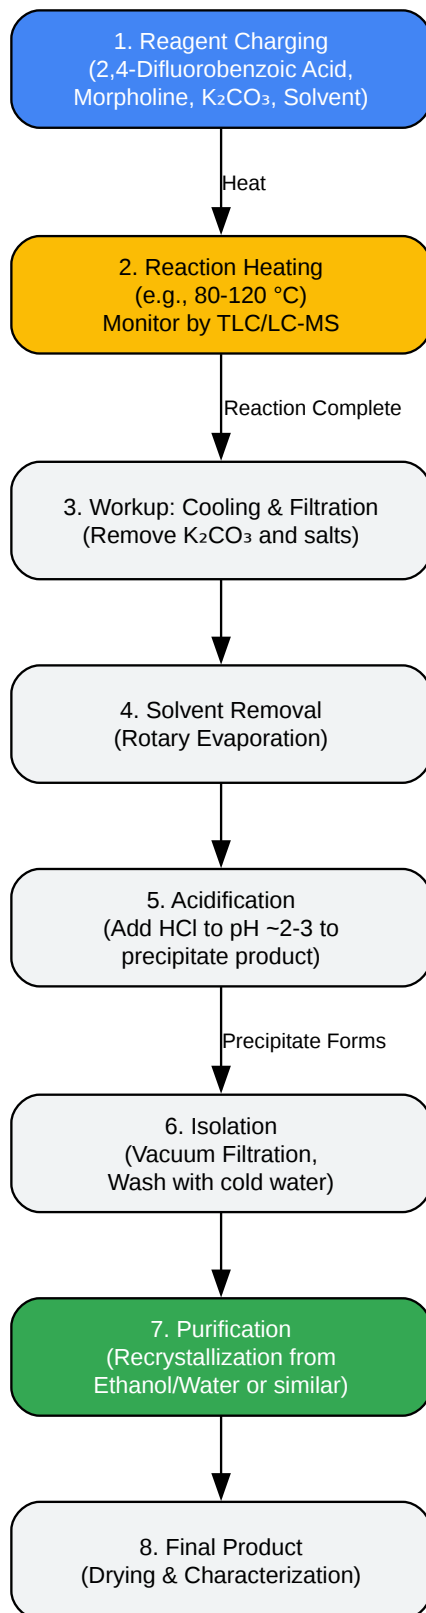 1. Reagent Charging
(2,4-Difluorobenzoic Acid,
Morpholine, K₂CO₃, Solvent)
Heat
2. Reaction Heating
(e.g., 80-120 °C)
Monitor by TLC/LC-MS
Reaction Complete
3. Workup: Cooling & Filtration
(Remove K₂CO₃ and salts)
4. Solvent Removal
(Rotary Evaporation)
5. Acidification
(Add HCl to pH ~2-3 to
precipitate product)
Precipitate Forms
6. Isolation
(Vacuum Filtration,
Wash with cold water)
7. Purification
(Recrystallization from
Ethanol/Water or similar)
8. Final Product
(Drying & Characterization)